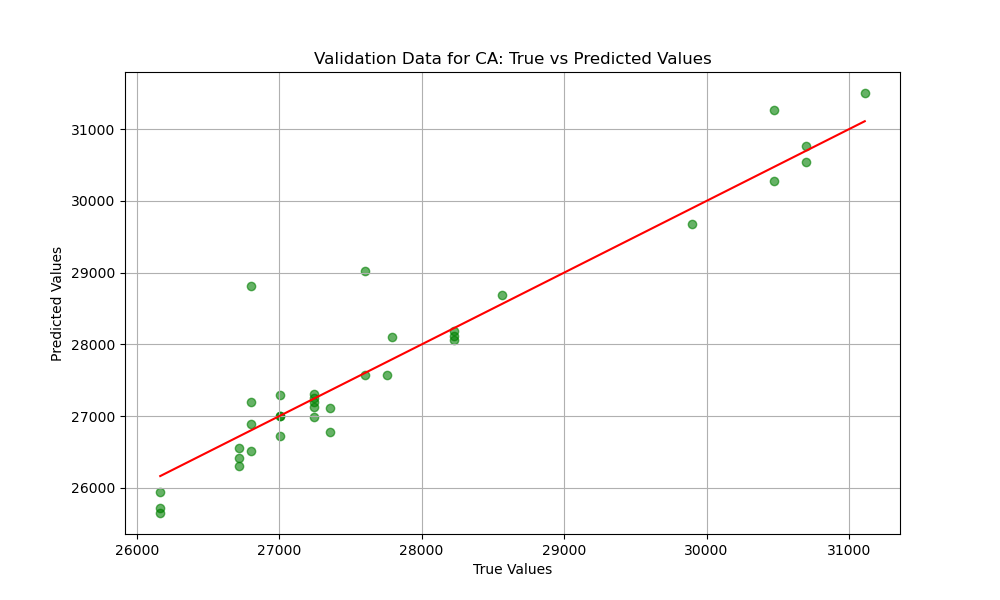 Validation Data for CA: True vs Predicted Values
Predicted Values
31000
30000
29000
28000
27000
26000
26000 27000 28000 29000 30000 31000
True Values